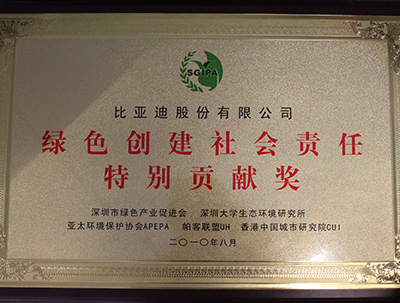 SGIPA
比亚迪股份有限公司
绿色创建社会责任
特别贡献奖
深圳市绿色产业促进会 深圳大学生态环境研究所
亚太环境保护协会APEPA 帕客联盟UH 香港中国城市研究院CUI
二〇一〇年八月